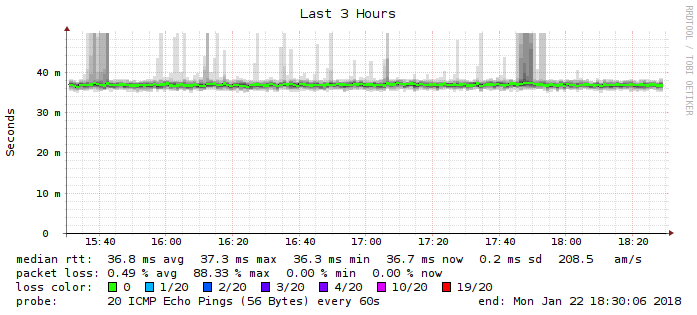 Last 3 Hours
RRDTOOL / TOBI OETIKER
Seconds
40 m
30 m
20 m
10 m
0
15:40 16:00 16:20 16:40 17:00 17:20 17:40 18:00 18:20
median rtt: 36.8 ms avg 37.3 ms max 36.3 ms min 36.7 ms now 0.2 ms sd 208.5 am/s
packet loss: 0.49 % avg 88.33 % max 0.00 % min 0.00 % now
loss color: 0 1/20 2/20 3/20 4/20 10/20 19/20
probe: 20 ICMP Echo Pings (56 Bytes) every 60s end: Mon Jan 22 18:30:06 2018